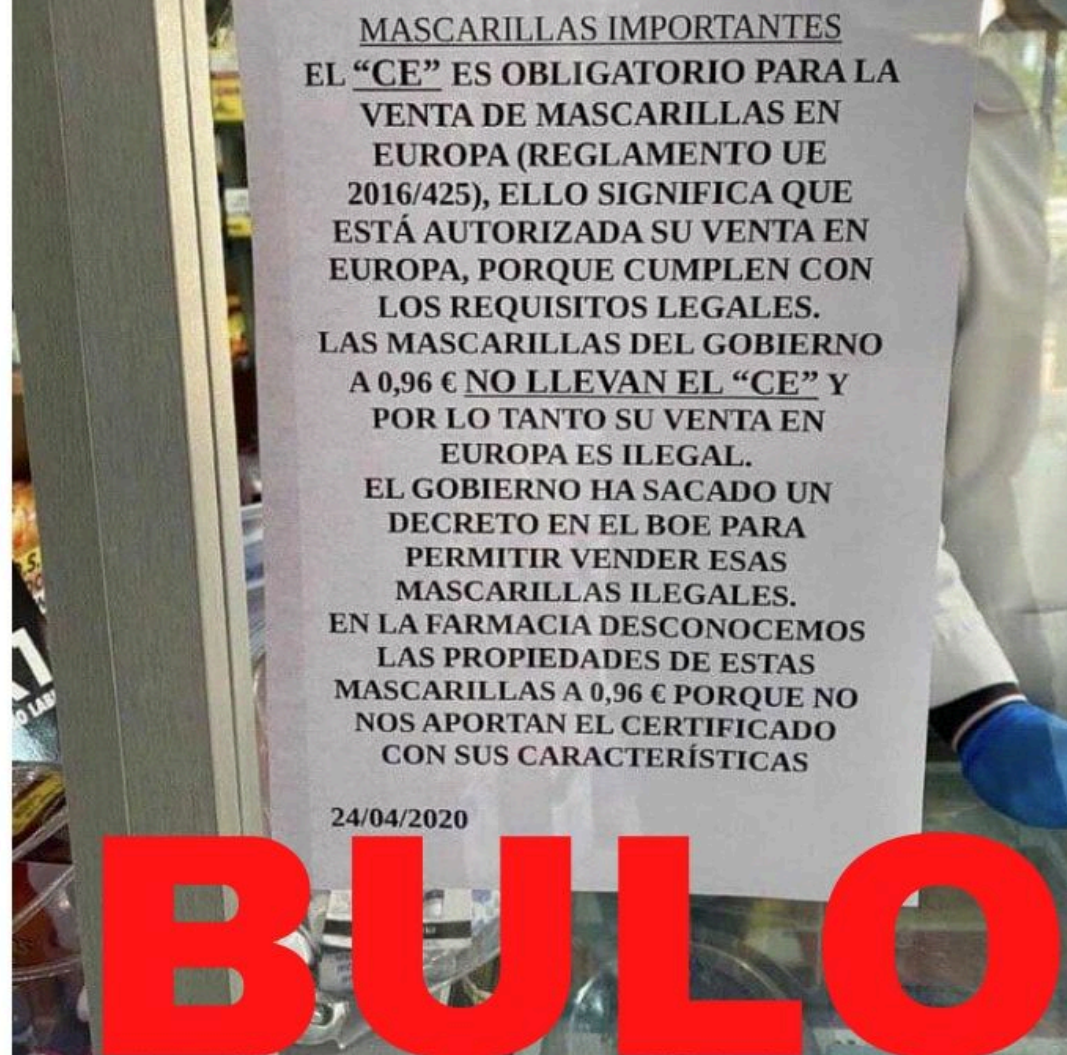 MASCARILLAS IMPORTANTES
EL “CE” ES OBLIGATORIO PARA LA
VENTA DE MASCARILLAS EN
EUROPA (REGLAMENTO UE
2016/425), ELLO SIGNIFICA QUE
ESTÁ AUTORIZADA SU VENTA EN
EUROPA, PORQUE CUMPLEN CON
LOS REQUISITOS LEGALES.
LAS MASCARILLAS DEL GOBIERNO
A 0,96 € NO LLEVAN EL “CE” Y
POR LO TANTO SU VENTA EN
EUROPA ES ILEGAL.
EL GOBIERNO HA SACADO UN
DECRETO EN EL BOE PARA
PERMITIR VENDER ESAS
MASCARILLAS ILEGALES.
EN LA FARMACIA DESCONOCEMOS
LAS PROPIEDADES DE ESTAS
MASCARILLAS A 0,96 € PORQUE NO
NOS APORTAN EL CERTIFICADO
CON SUS CARACTERÍSTICAS
24/04/2020
BULO